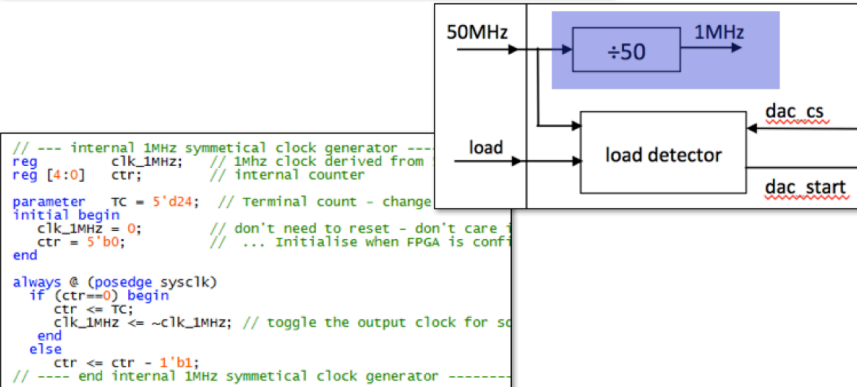 50MHz
1MHz
÷50
dac_cs
load
load detector
dac_start
// --- internal 1MHz symmetical clock generator ----
reg clk_1MHz; // 1Mhz clock derived from
reg [4:0] ctr; // internal counter
parameter TC = 5'd24; // Terminal count - change
initial begin
clk_1MHz = 0; // don't need to reset - don't care
ctr = 5'b0; // ... Initialise when FPGA is confi
end
always @ (posedge sysclk)
if (ctr==0) begin
ctr <= TC;
clk_1MHz <= ~clk_1MHz; // toggle the output clock for
end
else
ctr <= ctr - 1'b1;
// ---- end internal 1MHz symmetical clock generator --------